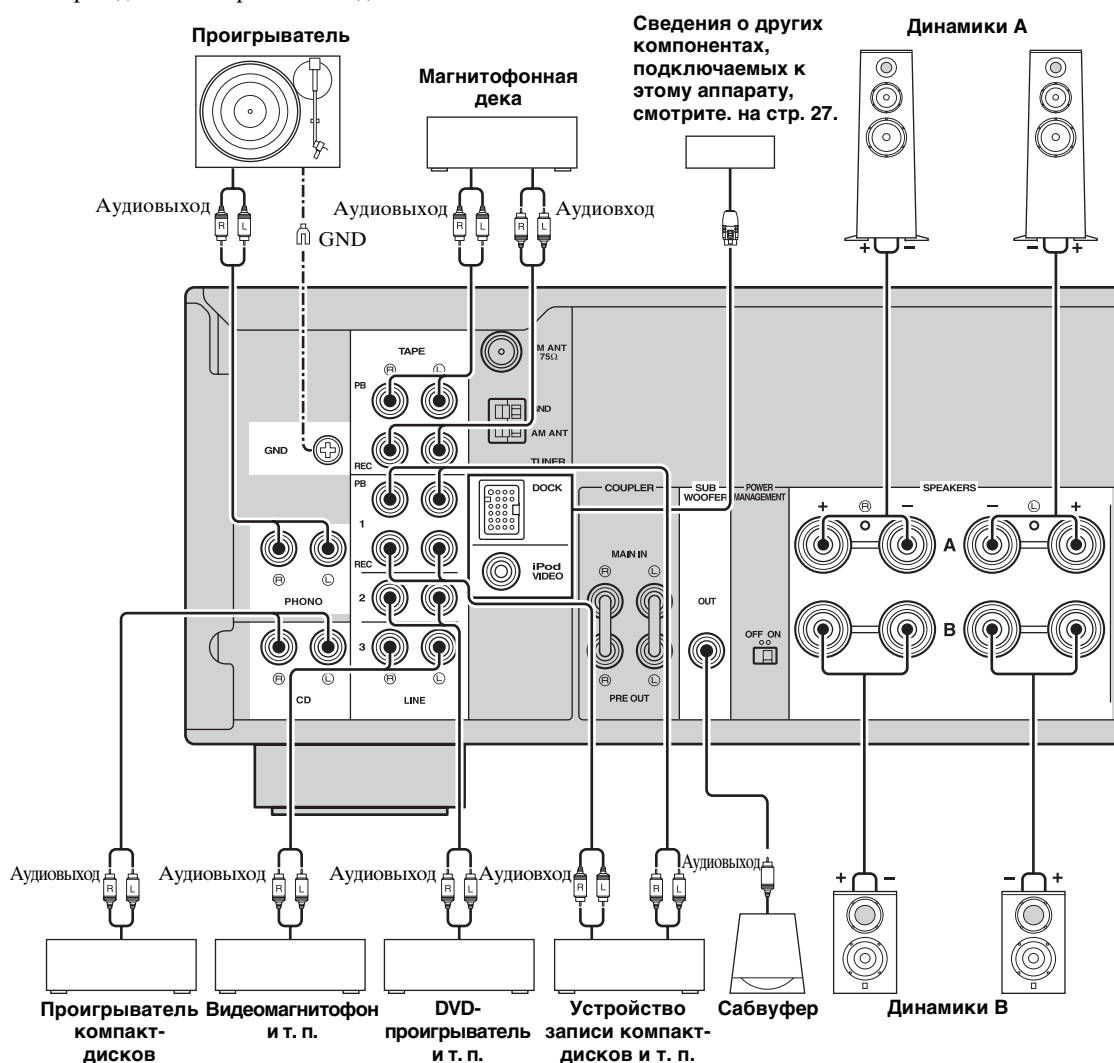 Проигрыватель
Магнитофонная
дека
Сведения о других
компонентах,
подключаемых к
этому аппарату,
смотрите. на стр. 27.
Динамики А
Аудиовыход
R L
GND
Аудиовыход
R L
R L
Аудиовход
+ −
− +
TAPE
R L
PB
REC
GND
M ANT
75Ω
GND
AM ANT
TUNER
PB
1
REC
2
3
R L
LINE
R L
PHONO
R L
CD
DOCK
iPod
VIDEO
COUPLER
MAIN IN
R L
R L
PRE OUT
SUB
WOOFER
OUT
POWER
MANAGEMENT
OFF ON
SPEAKERS
+ R −
− L +
A
B
Аудиовыход
R L
Аудиовыход
R L
Аудиовыход
R L
Аудиовход
R L
R L
Аудиовыход
+ −
− +
Проигрыватель
компакт-
дисков
Видеомагнитофон
и т. п.
DVD-
проигрыватель
и т. п.
Устройство
записи компакт-
дисков и т. п.
Сабвуфер
Динамики В